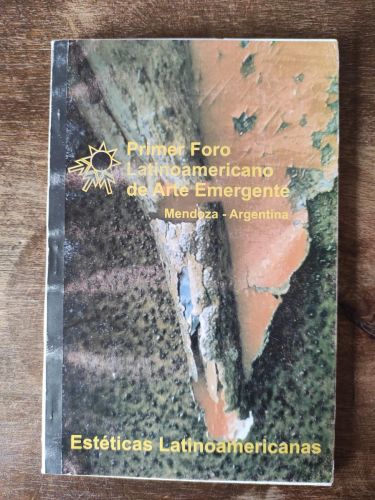 Primer Foro
Latinoamericano
de Arte Emergente
Mendoza - Argentina
Estéticas Latinoamericanas